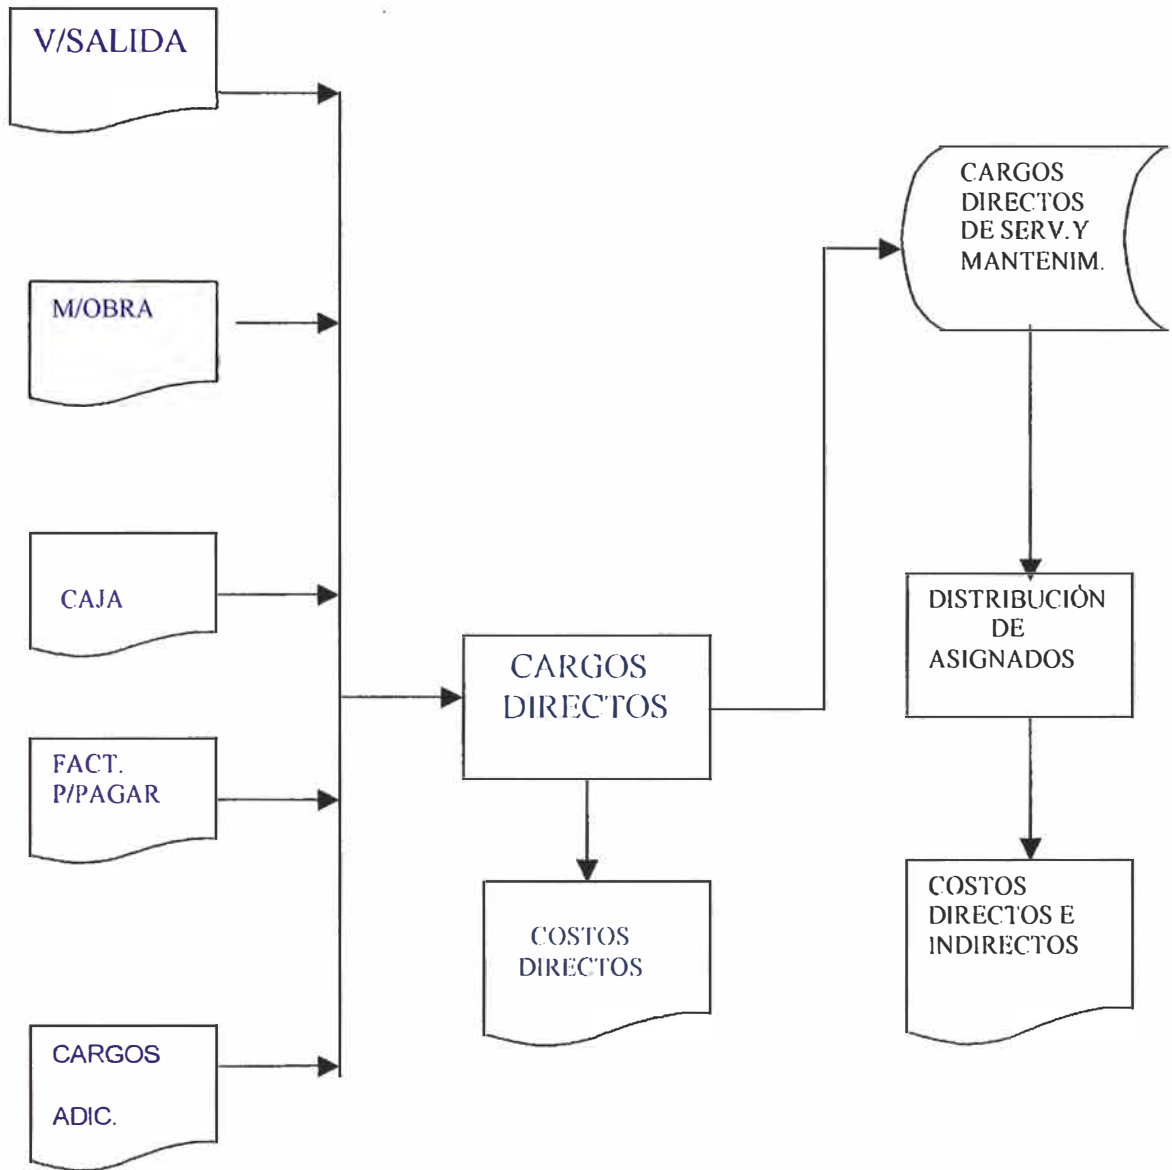 V/SALIDA
M/OBRA
CAJA
FACT.
P/PAGAR
CARGOS
ADIC.
CARGOS
DIRECTOS
COSTOS
DIRECTOS
CARGOS
DIRECTOS
DE SERV. Y
MANTENIM.
DISTRIBUCIÓN
DE
ASIGNADOS
COSTOS
DIRECTOS E
INDIRECTOS